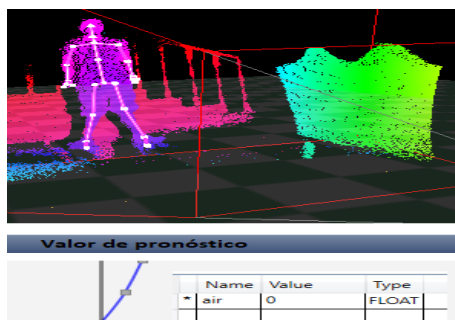 Valor de pronóstico
Name Value Type
* air 0 FLOAT